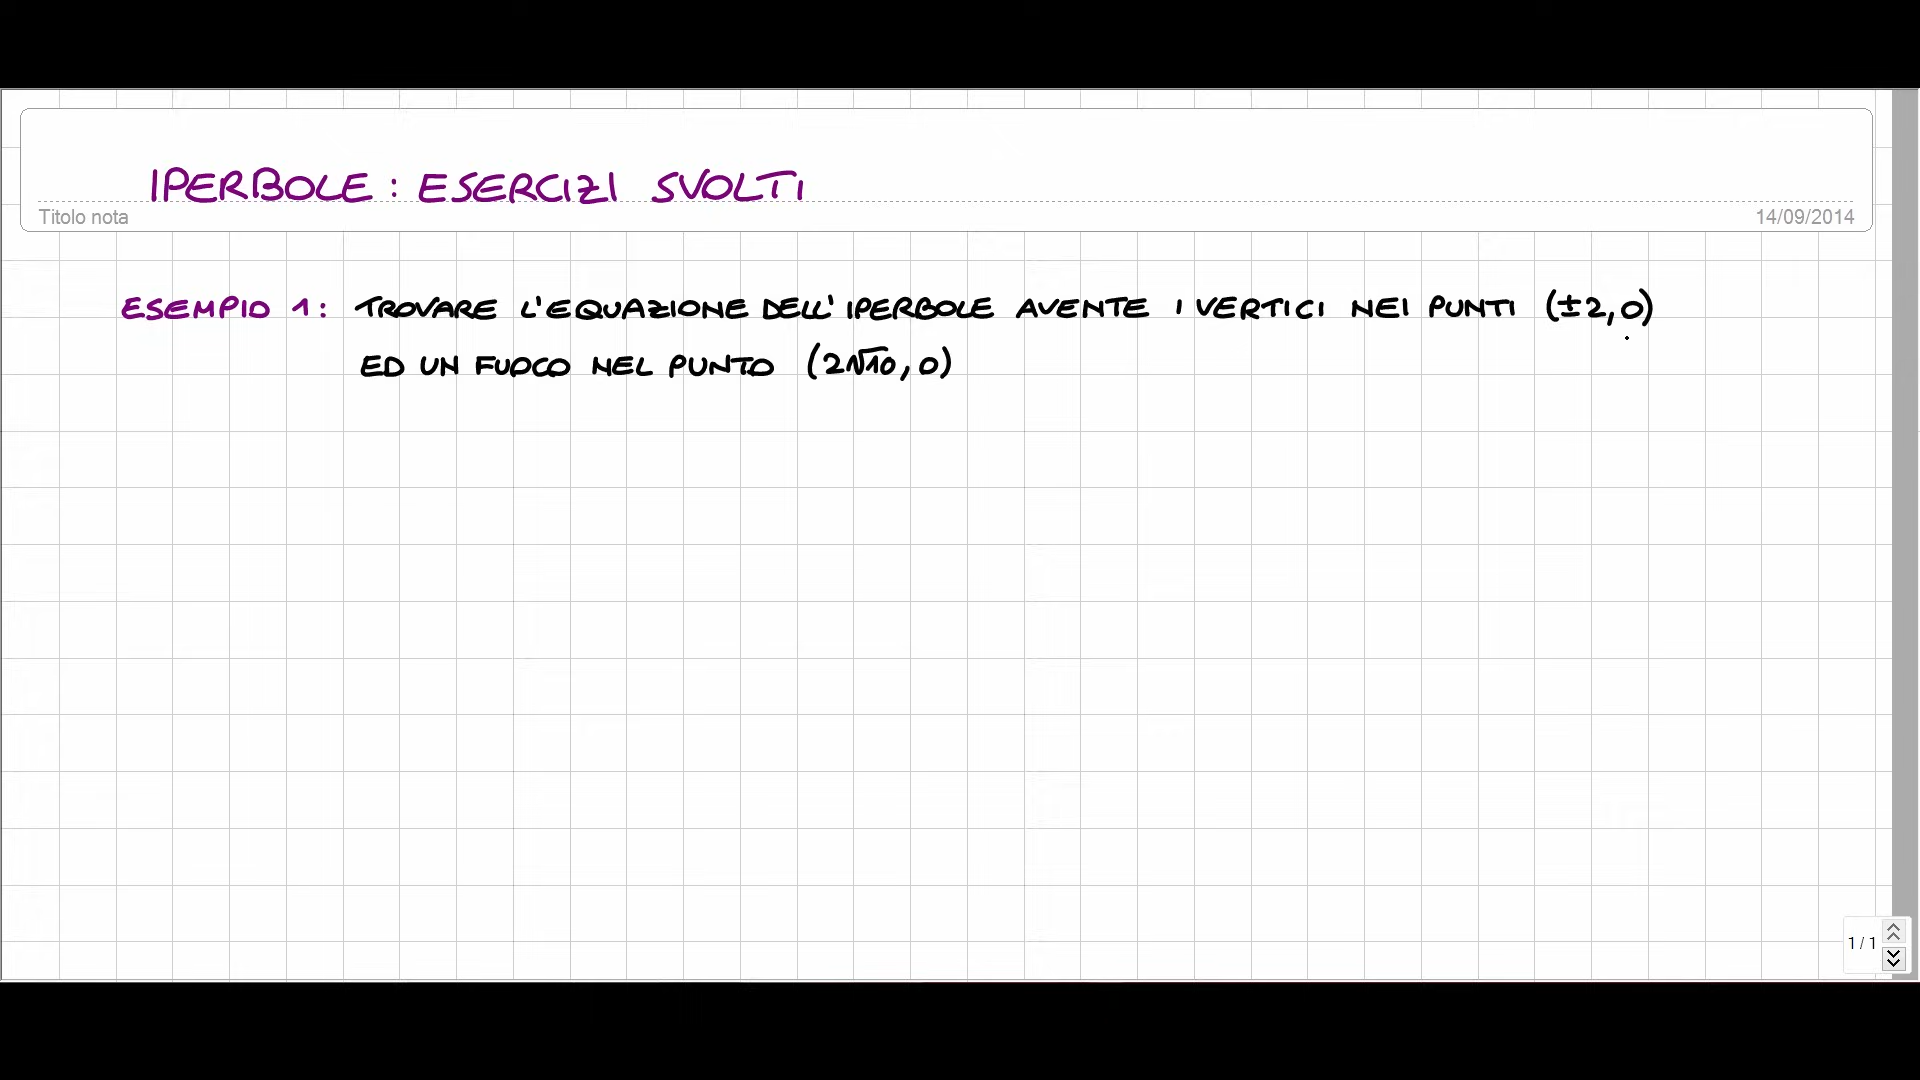 IPERBOLE: ESERCIZI SVOLTI
Titolo nota 14/09/2014
ESEMPIO 1: TROVARE L'EQUAZIONE DELL'IPERBOLE AVENTE I VERTICI NEI PUNTI (±2,0)
ED UN FUOCO NEL PUNTO (2√10,0)
1 / 1